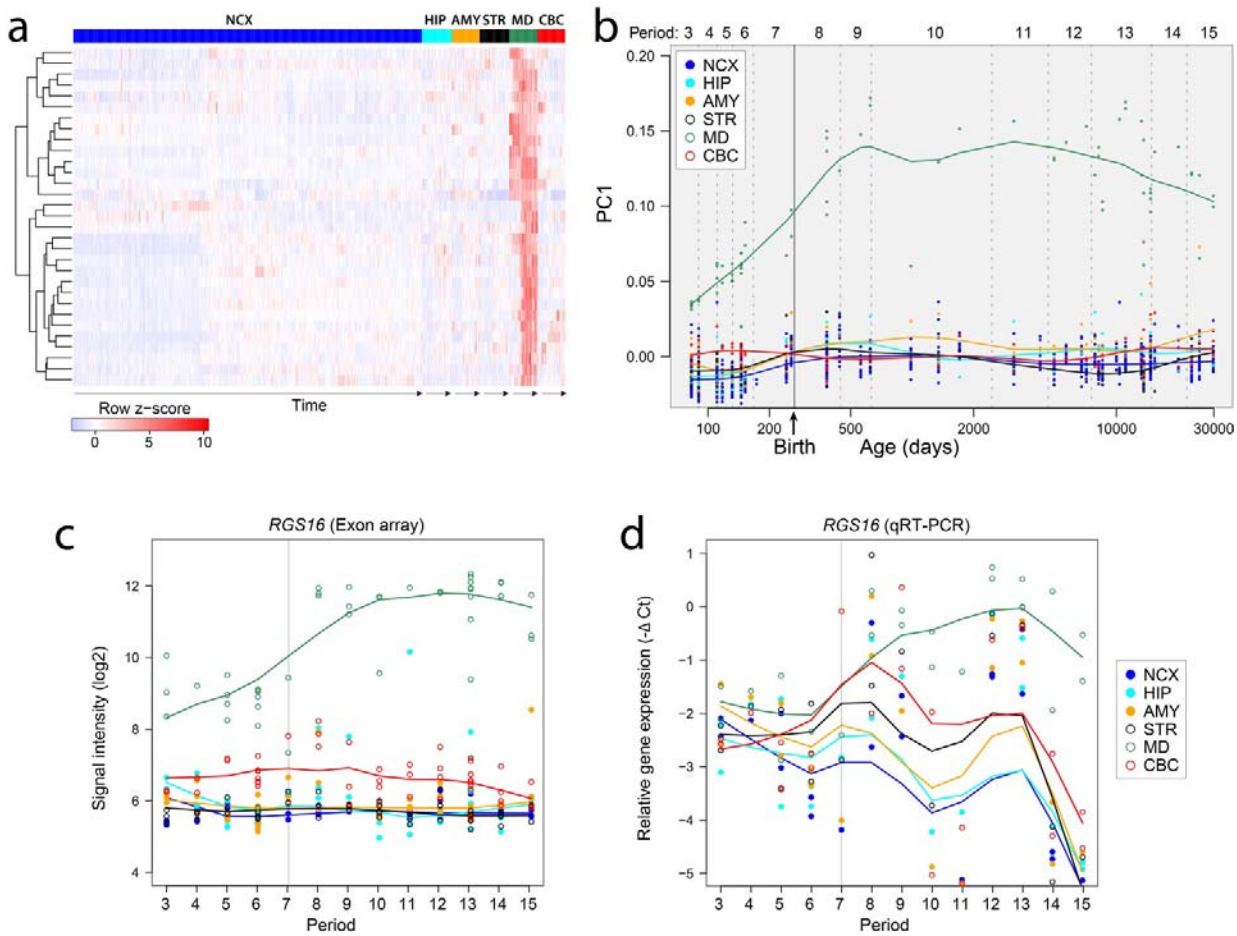 a
NCX HIP AMY STR MD CBC
Time
Row z-score
0 5 10
b
Period: 3 4 5 6 7 8 9 10 11 12 13 14 15
NCX
HIP
AMY
STR
MD
CBC
0.20
0.15
0.10
0.05
0.00
PC1
100 200 500 2000 10000 30000
Birth Age (days)
c
RGS16 (Exon array)
Signal intensity (log2)
12
10
8
6
4
3 4 5 6 7 8 9 10 11 12 13 14 15
Period
d
RGS16 (qRT-PCR)
Relative gene expression (-Δ Ct)
1
0
−1
−2
−3
−4
−5
3 4 5 6 7 8 9 10 11 12 13 14 15
Period
NCX
HIP
AMY
STR
MD
CBC